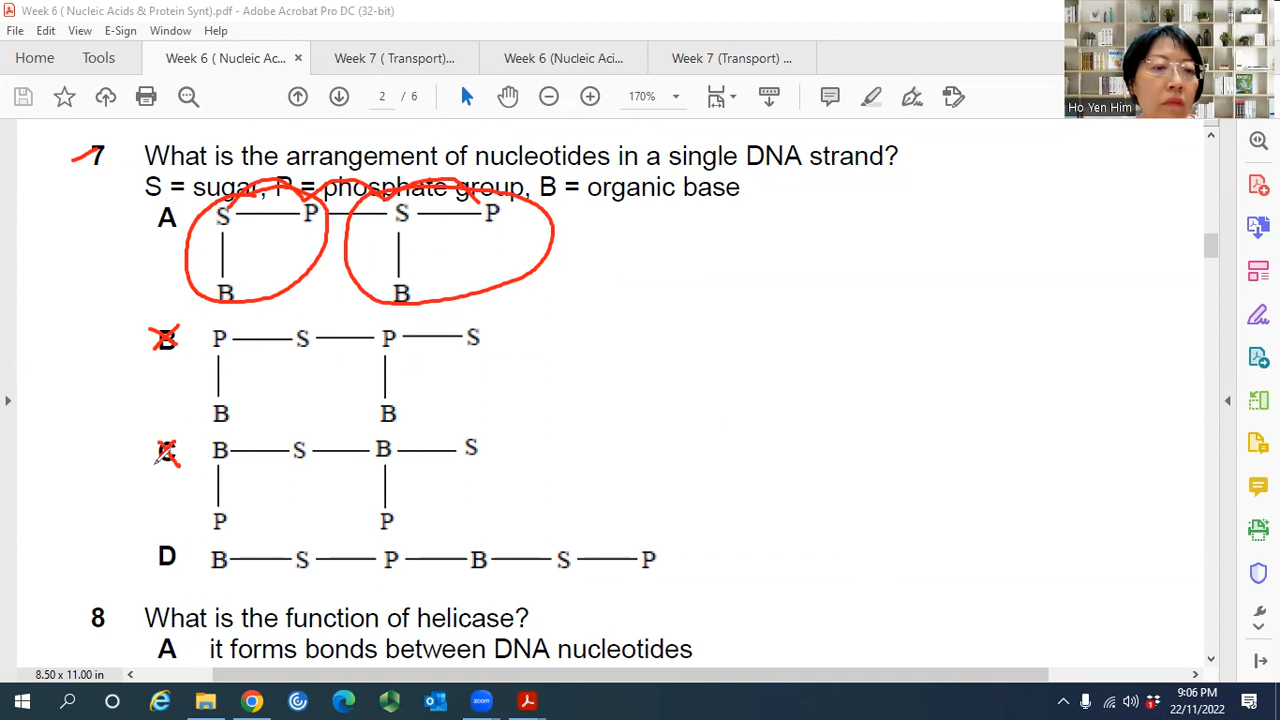 Week 6 ( Nucleic Acids & Protein Synt).pdf - Adobe Acrobat Pro DC (32-bit)
File Edit View E-Sign Window Help
Home Tools Week 6 ( Nucleic Ac... × Week 7 ( Transport)... Week 6 (Nucleic Aci... Week 7 (Transport) ...
2 / 6 170%
Ho Yen Him
7 What is the arrangement of nucleotides in a single DNA strand?
S = sugar, P = phosphate group, B = organic base
A S P S P
B B
B P S P S
B B
C B S B S
P P
D B S P B S P
8 What is the function of helicase?
A it forms bonds between DNA nucleotides
8.50 x 11.00 in
9:06 PM
22/11/2022